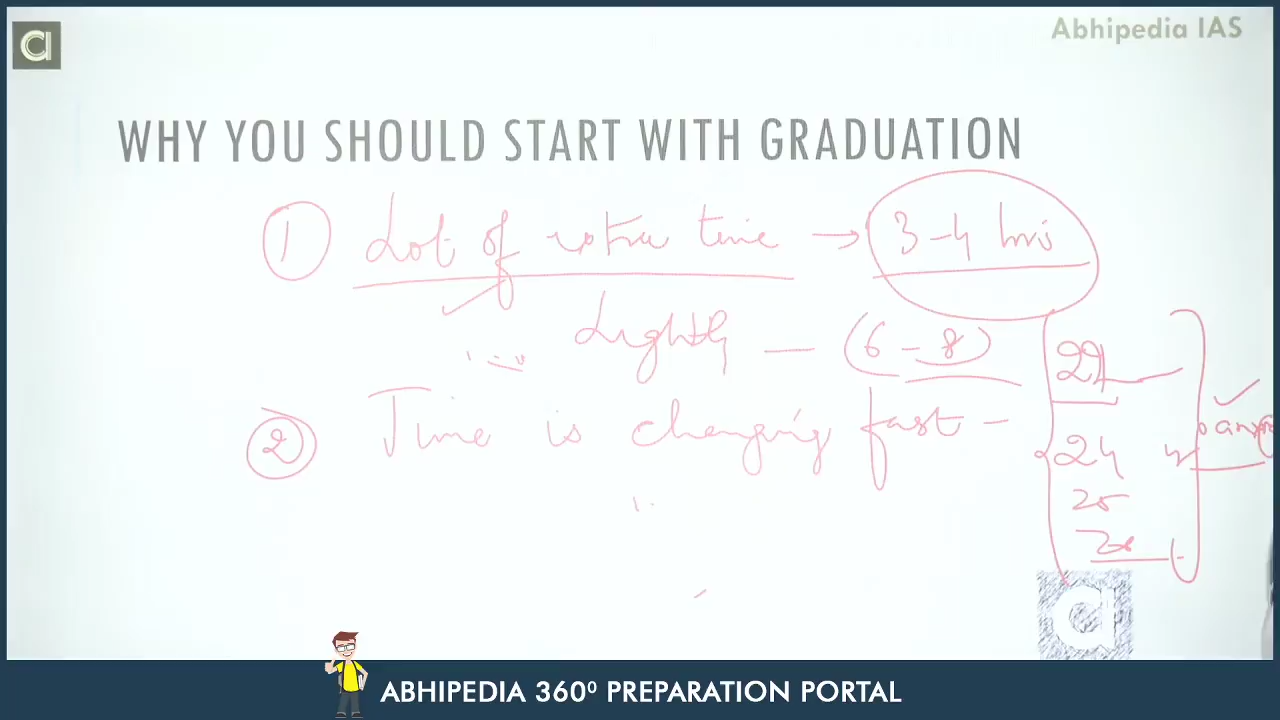 Abhipedia IAS
WHY YOU SHOULD START WITH GRADUATION
1 Lot of extra time → 3-4 hrs
Lightly — (6-8)
2 Time is changing fast -
24
25
ABHIPEDIA 360⁰ PREPARATION PORTAL